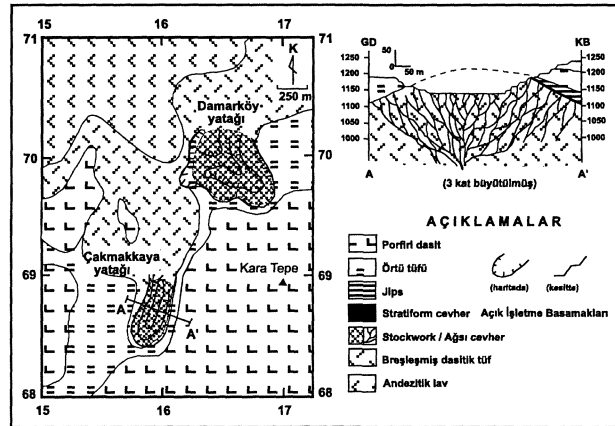 15 16 17
71 71
K
250 m
Damarköy
yatağı
70 70
Çakmakkaya
yatağı
69 69
Kara Tepe
A A'
68 68
15 16 17
GD KB
50
0 50 m
1250 1250
1200 1200
1150 1150
1100 1100
1050 1050
1000 1000
A A'
(3 kat büyütülmüş)
AÇIKLAMALAR
Porfiri dasit
Örtü tüfü
Jips
Stratiform cevher
Stockwork / Ağsı cevher
Breşleşmiş dasitik tüf
Andezitik lav
(haritada) (kesitte)
Açık İşletme Basamakları